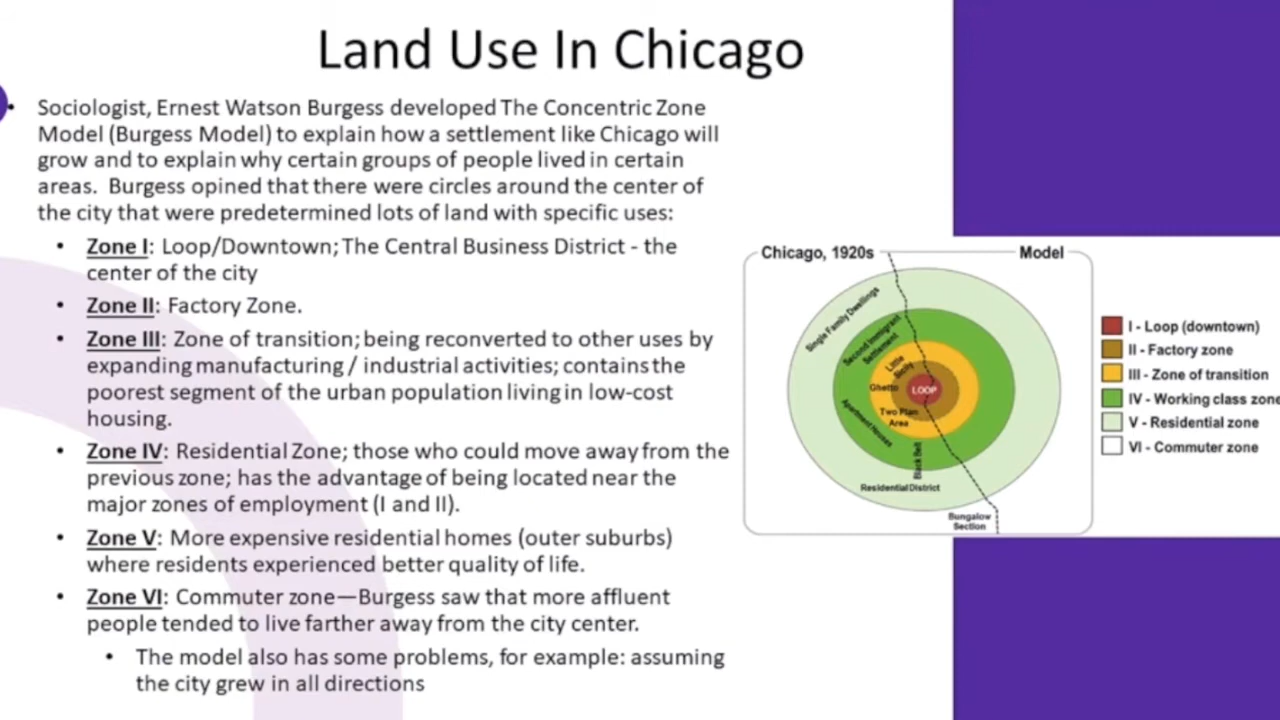 Land Use In Chicago
• Sociologist, Ernest Watson Burgess developed The Concentric Zone
Model (Burgess Model) to explain how a settlement like Chicago will
grow and to explain why certain groups of people lived in certain
areas. Burgess opined that there were circles around the center of
the city that were predetermined lots of land with specific uses:
• Zone I: Loop/Downtown; The Central Business District - the
center of the city
• Zone II: Factory Zone.
• Zone III: Zone of transition; being reconverted to other uses by
expanding manufacturing / industrial activities; contains the
poorest segment of the urban population living in low-cost
housing.
• Zone IV: Residential Zone; those who could move away from the
previous zone; has the advantage of being located near the
major zones of employment (I and II).
• Zone V: More expensive residential homes (outer suburbs)
where residents experienced better quality of life.
• Zone VI: Commuter zone—Burgess saw that more affluent
people tended to live farther away from the city center.
• The model also has some problems, for example: assuming
the city grew in all directions
Chicago, 1920s
Model
Single Family Dwellings
Second Immigrant
Settlement
Little
Sicily
Ghetto
LOOP
Two Plan
Area
Apartment Houses
Black Belt
Residential District
Bungalow
Section
I - Loop (downtown)
II - Factory zone
III - Zone of transition
IV - Working class zone
V - Residential zone
VI - Commuter zone